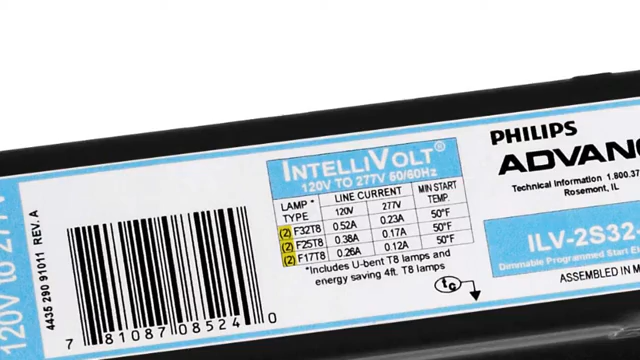 120V to 277V
4435 290 91011 REV. A
7 81087 08524 0
INTELLIVOLT®
120V TO 277V 50/60Hz
LAMP * TYPE LINE CURRENT MIN START TEMP.
120V 277V
(2) F32T8 0.52A 0.23A 50°F
(2) F25T8 0.38A 0.17A 50°F
(2) F17T8 0.26A 0.12A 50°F
*Includes U-bent T8 lamps and
energy saving 4ft. T8 lamps
tc
PHILIPS
ADVAN
Technical Information 1.800.37
Rosemont, IL
ILV-2S32-
Dimmable Programmed Start El
ASSEMBLED IN M